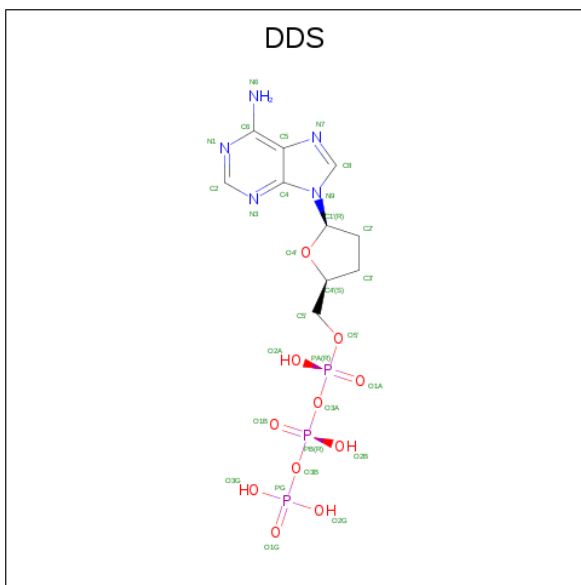 DDS
N6
NH2
C6
C5
N7
N1
N
N
C8
N
N
C2
N
N9
N3
C4
C1'(R)
C2'
O4'
O
C3'
C4'(S)
C5'
O5'
O
O2A
HO
PA(R)
P
O
O1A
O
O3A
O1B
O
P
OH
PB(R)
O2B
O3B
O
O3G
HO
PG
P
OH
O2G
O
O1G